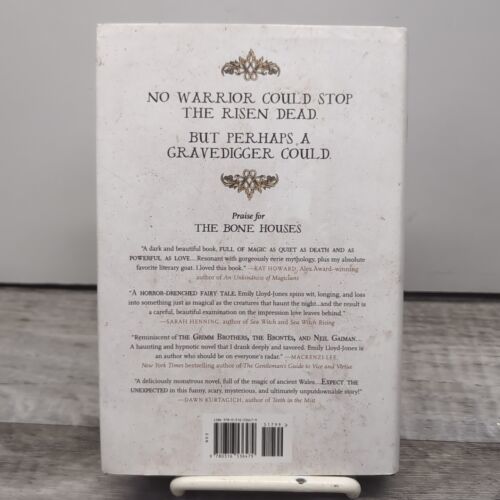 NO WARRIOR COULD STOP
THE RISEN DEAD.
BUT PERHAPS A
GRAVEDIGGER COULD.
Praise for
THE BONE HOUSES
"A dark and beautiful book, FULL OF MAGIC AS QUIET AS DEATH AND AS
POWERFUL AS LOVE... Resonant with gorgeously eerie mythology, plus my absolute
favorite literary goat. I loved this book." —KAT HOWARD, Alex Award–winning
author of An Unkindness of Magicians
"A HORROR-DRENCHED FAIRY TALE. Emily Lloyd-Jones spins wit, longing, and loss
into something just as magical as the creatures that haunt the night...and the result is
a careful, beautiful examination on the impression love leaves behind."
—SARAH HENNING, author of Sea Witch and Sea Witch Rising
"Reminiscent of THE GRIMM BROTHERS, THE BRONTËS, AND NEIL GAIMAN...
A haunting and hypnotic novel that I drank deeply and savored. Emily Lloyd-Jones is
an author who should be on everyone's radar." —MACKENZI LEE,
New York Times bestselling author of The Gentleman's Guide to Vice and Virtue
"A deliciously monstrous novel, full of the magic of ancient Wales...EXPECT THE
UNEXPECTED in this funny, scary, mysterious, and ultimately unputdownable story!"
—DAWN KURTAGICH, author of Teeth in the Mist